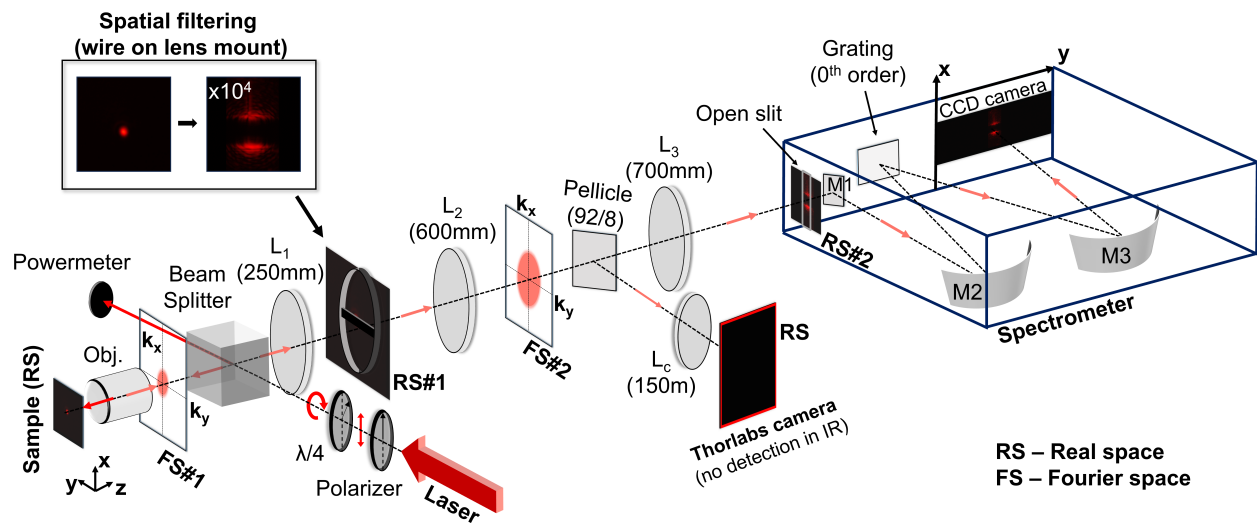 Spatial filtering
(wire on lens mount)
x10⁴
Grating
(0th order)
x
y
CCD camera
Open slit
M1
L3
(700mm)
Pellicle
(92/8)
RS#2
M2
M3
Spectrometer
L2
(600mm)
kx
ky
FS#2
L1
(250mm)
RS#1
Powermeter
Beam
Splitter
Obj.
kx
ky
FS#1
Sample (RS)
x
y
z
λ/4
Polarizer
Laser
Lc
(150m)
RS
Thorlabs camera
(no detection in IR)
RS – Real space
FS – Fourier space